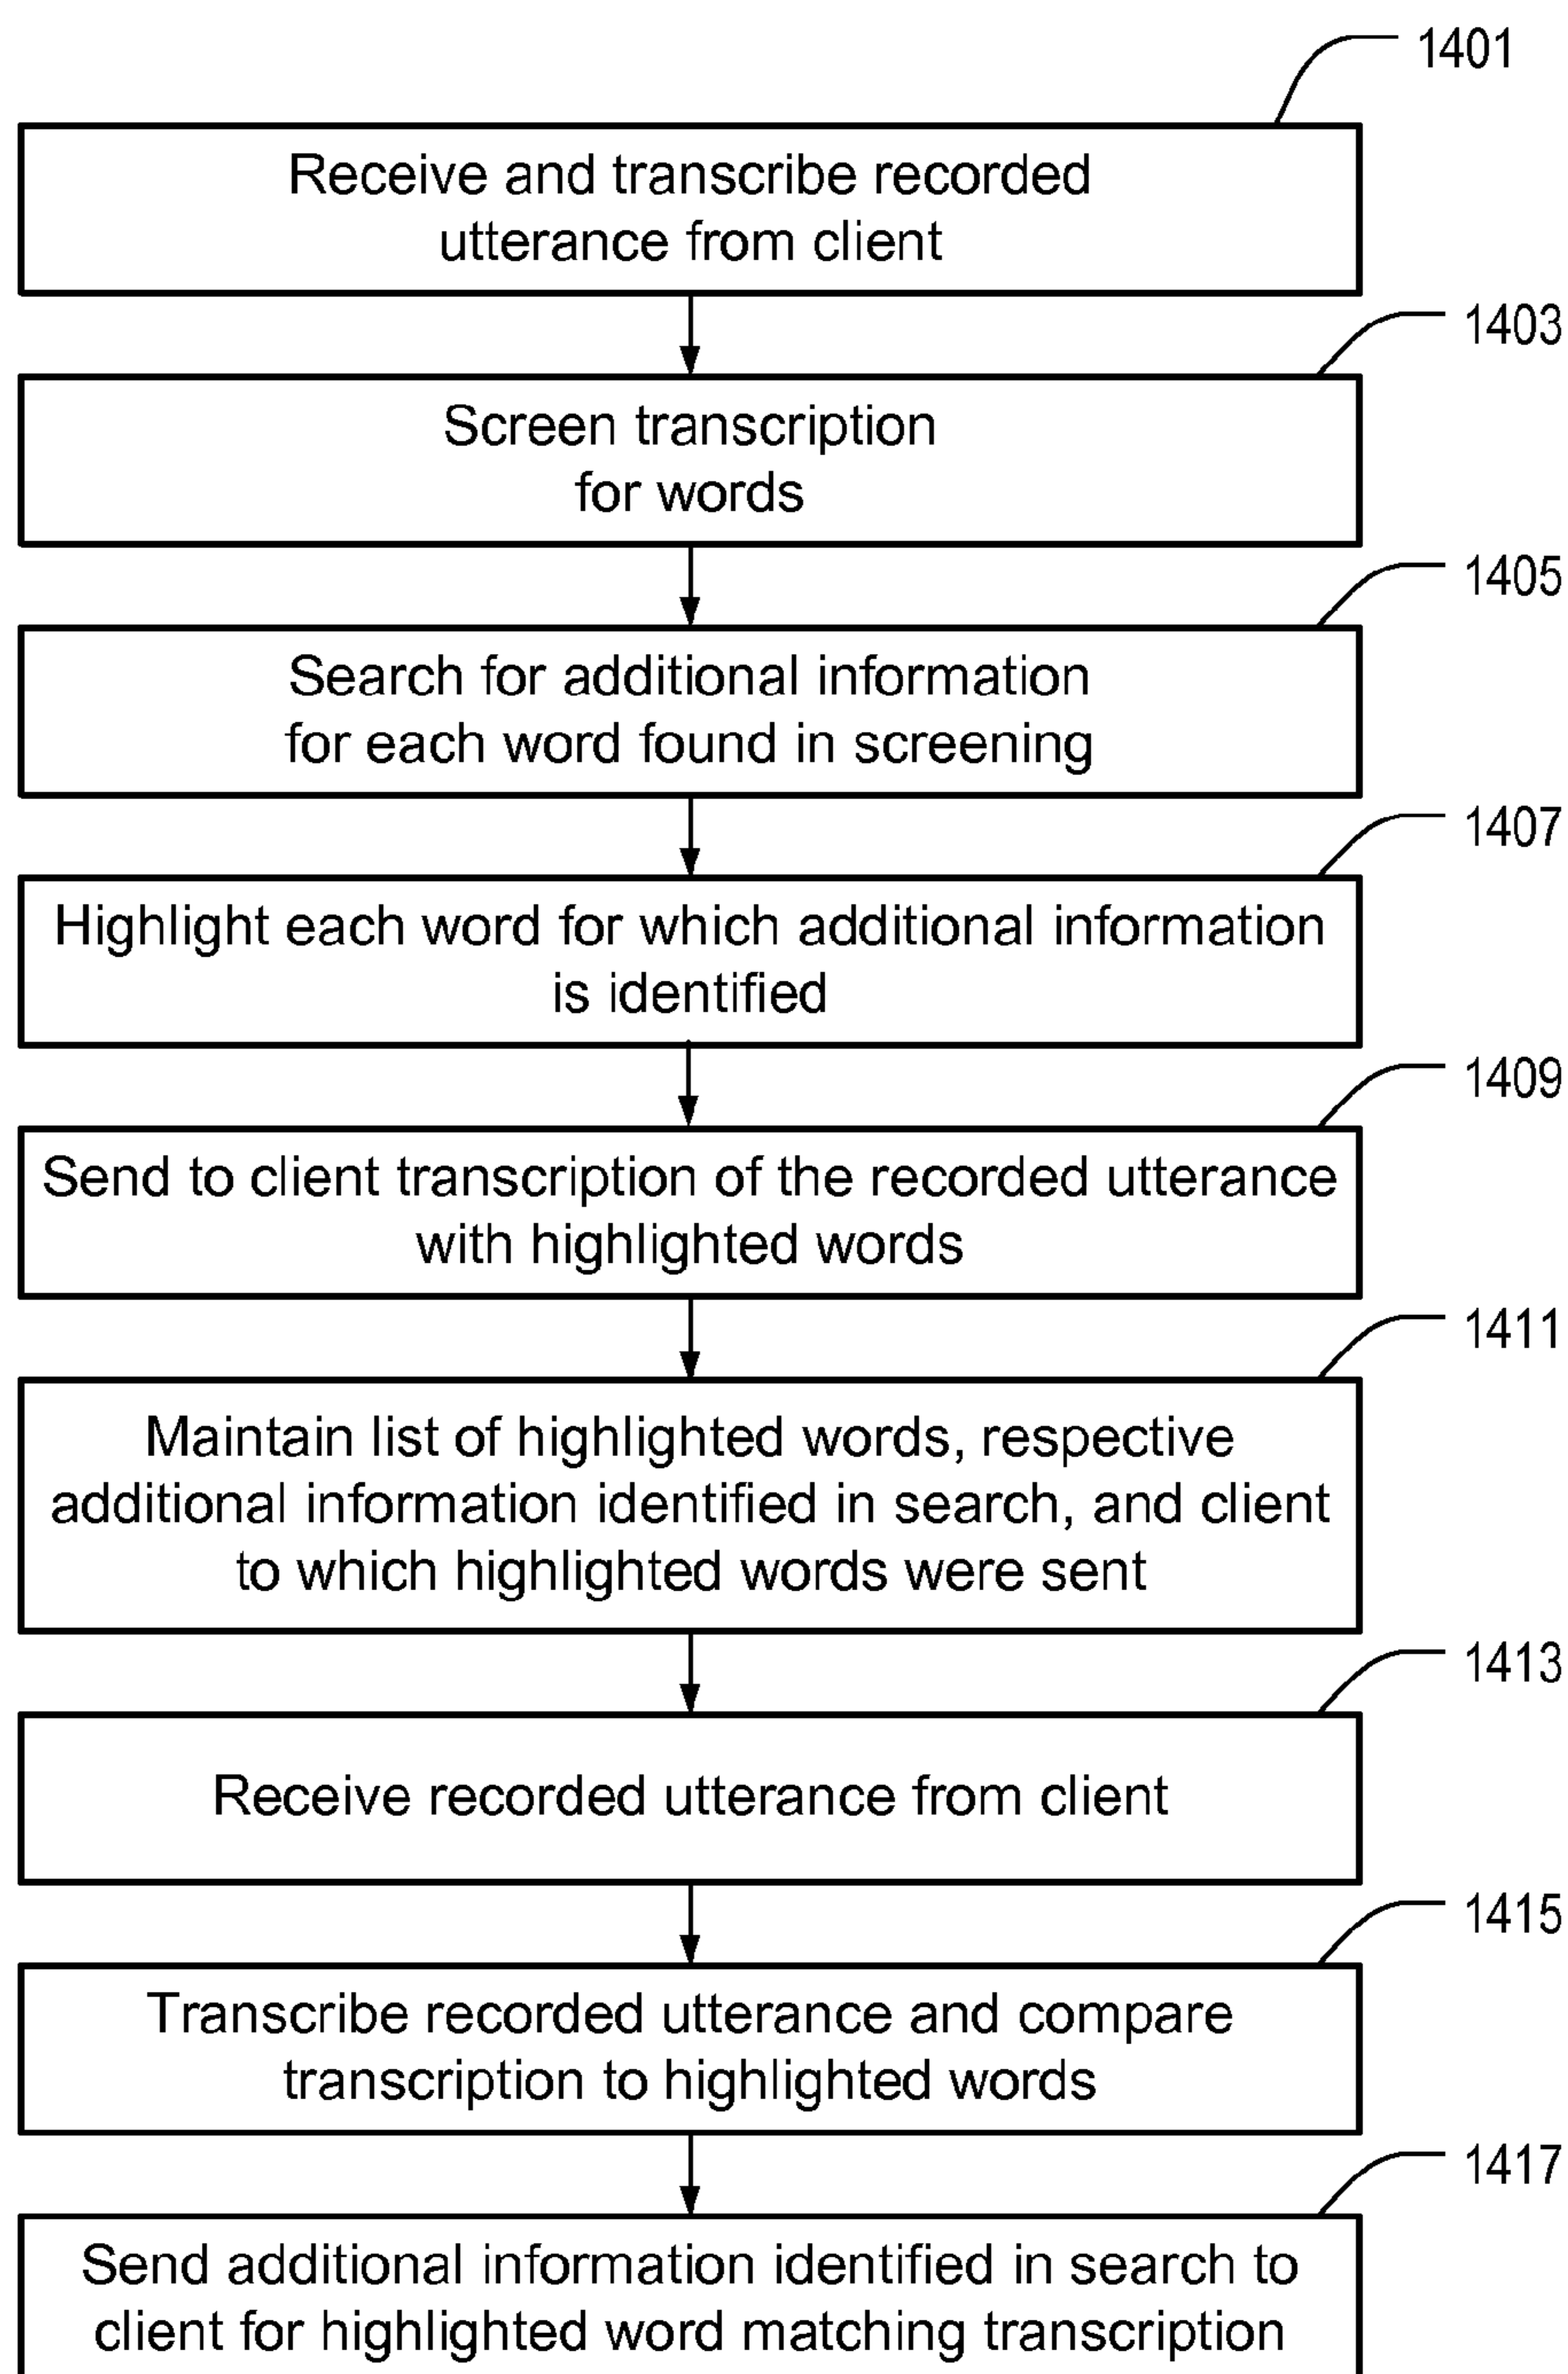 1401
Receive and transcribe recorded
utterance from client
1403
Screen transcription
for words
1405
Search for additional information
for each word found in screening
1407
Highlight each word for which additional information
is identified
1409
Send to client transcription of the recorded utterance
with highlighted words
1411
Maintain list of highlighted words, respective
additional information identified in search, and client
to which highlighted words were sent
1413
Receive recorded utterance from client
1415
Transcribe recorded utterance and compare
transcription to highlighted words
1417
Send additional information identified in search to
client for highlighted word matching transcription